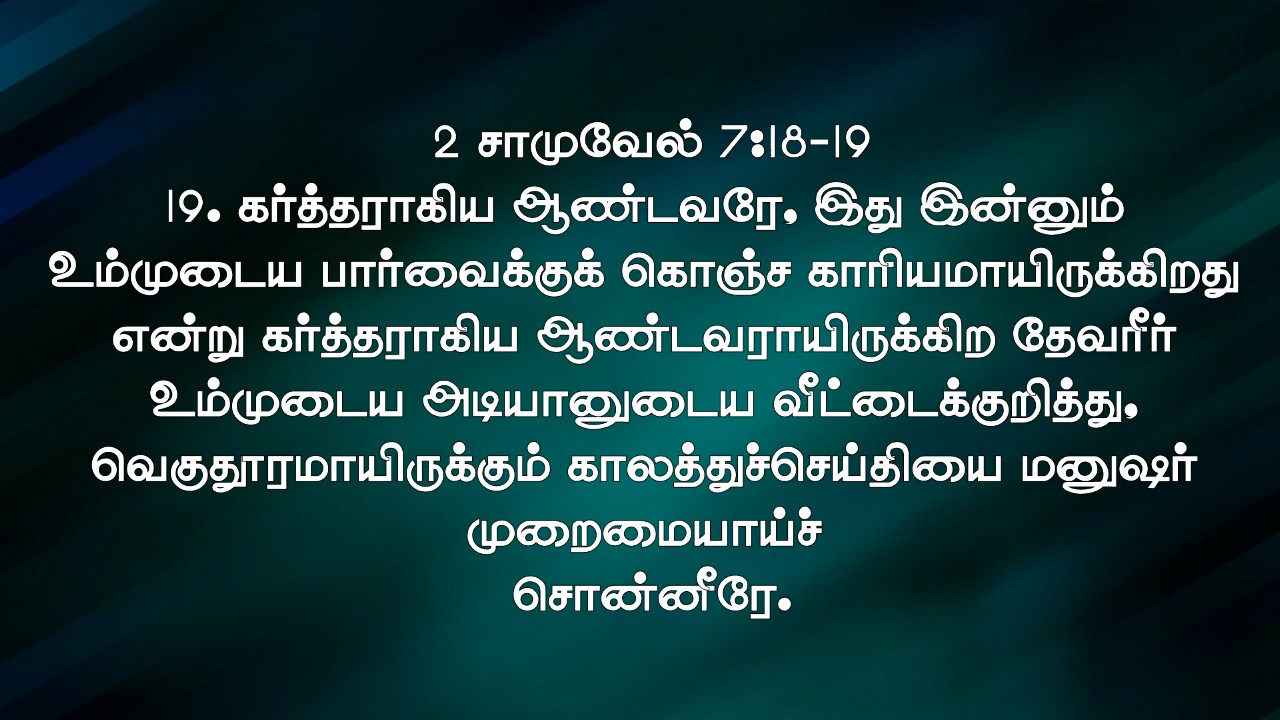 2 சாமுவேல் 7:18-19
19. கர்த்தராகிய ஆண்டவரே, இது இன்னும்
உம்முடைய பார்வைக்குக் கொஞ்ச காரியமாயிருக்கிறது
என்று கர்த்தராகிய ஆண்டவராயிருக்கிற தேவரீர்
உம்முடைய அடியானுடைய வீட்டைக்குறித்து,
வெகுதூரமாயிருக்கும் காலத்துச்செய்தியை மனுஷர்
முறைமையாய்ச்
சொன்னீரே.